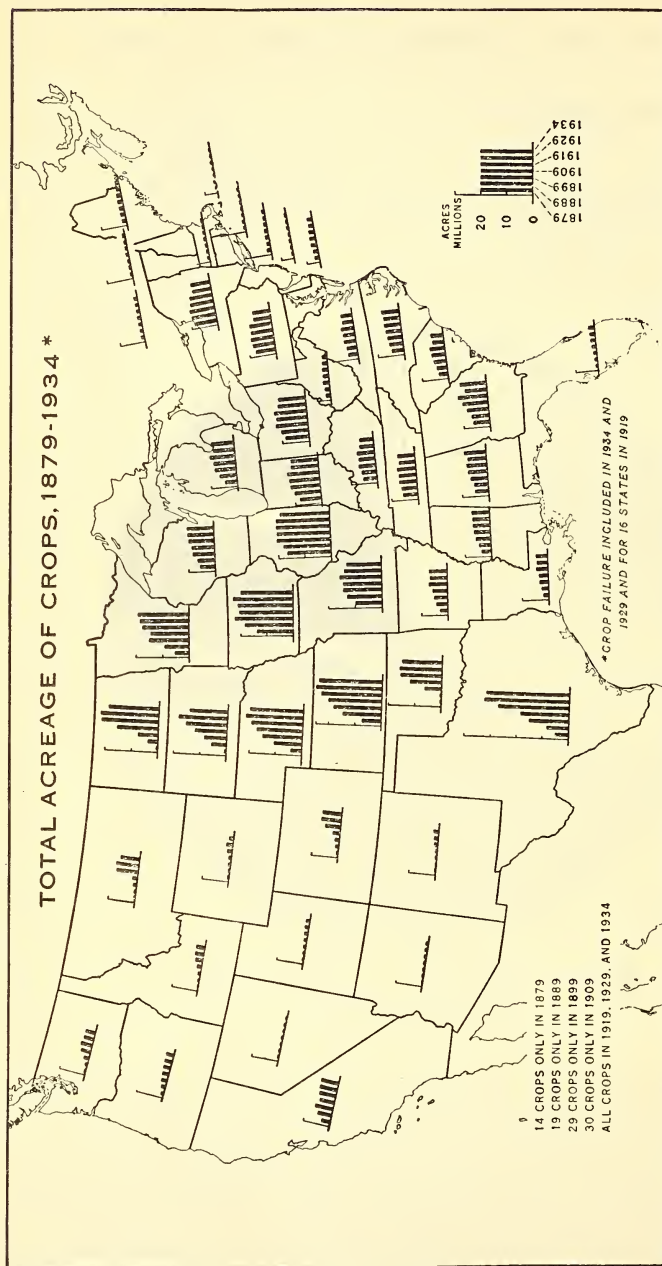 TOTAL ACREAGE OF CROPS, 1879-1934*
ACRES
MILLIONS
20
10
0
1879
1889
1899
1909
1919
1929
1934
*CROP FAILURE INCLUDED IN 1934 AND
1929 AND FOR 16 STATES IN 1919
14 CROPS ONLY IN 1879
19 CROPS ONLY IN 1889
29 CROPS ONLY IN 1899
30 CROPS ONLY IN 1909
ALL CROPS IN 1919, 1929, AND 1934